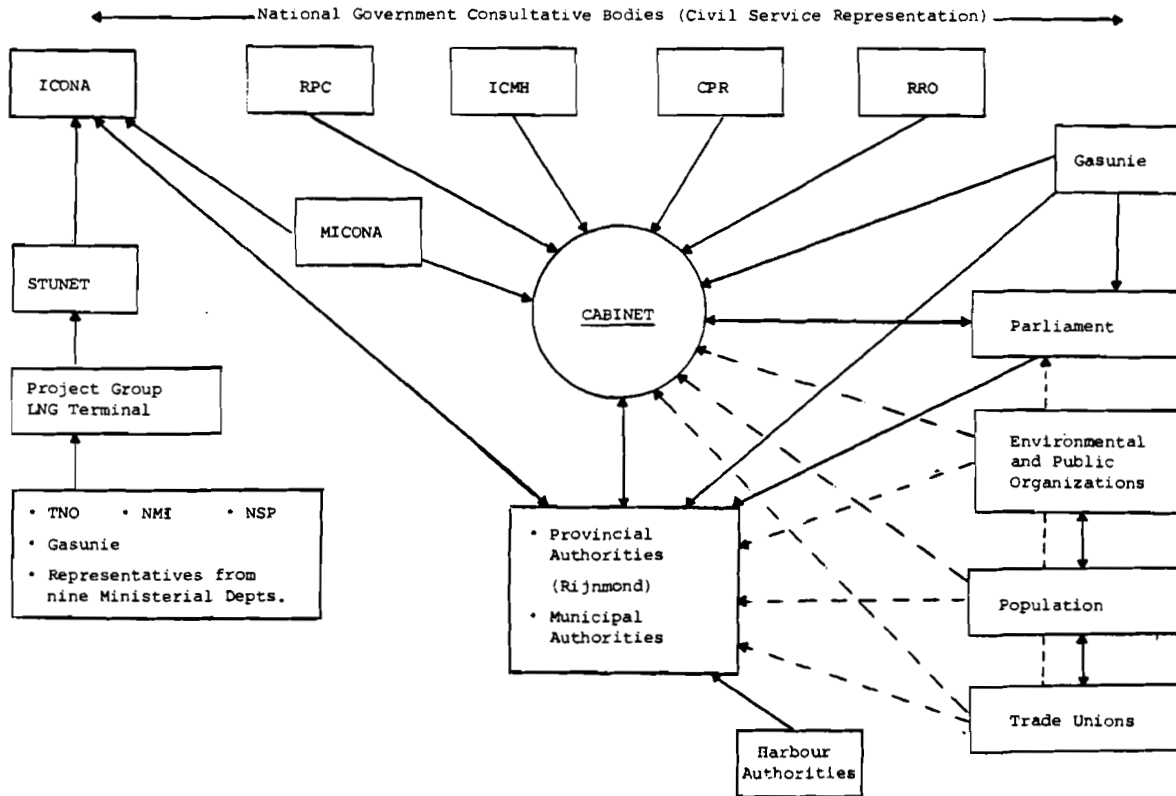 National Government Consultative Bodies (Civil Service Representation)
ICONA
RPC
ICMH
CPR
RRO
Gasunie
MICONA
STUNET
CABINET
Parliament
Project Group
LNG Terminal
Environmental
and Public
Organizations
• TNO • NMI • NSP
• Gasunie
• Representatives from
nine Ministerial Depts.
• Provincial
Authorities
(Rijnmond)
• Municipal
Authorities
Population
Trade Unions
Harbour
Authorities